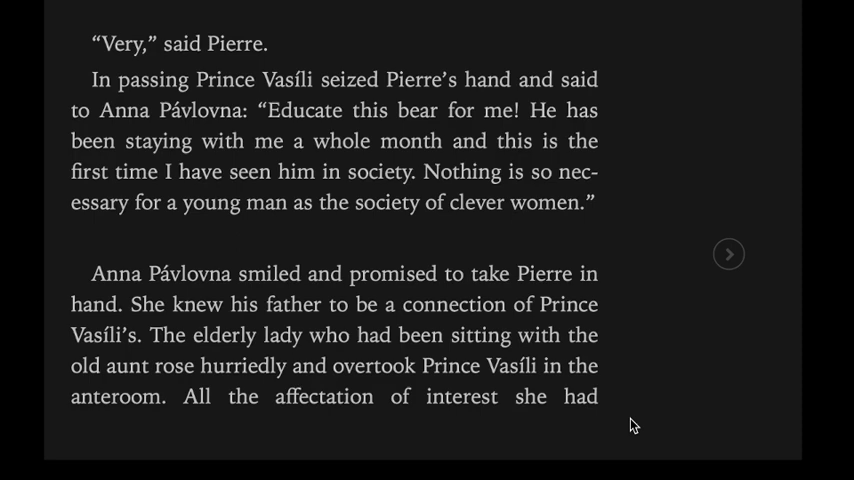 “Very,” said Pierre.
In passing Prince Vasíli seized Pierre’s hand and said
to Anna Pávlovna: “Educate this bear for me! He has
been staying with me a whole month and this is the
first time I have seen him in society. Nothing is so nec-
essary for a young man as the society of clever women.”
Anna Pávlovna smiled and promised to take Pierre in
hand. She knew his father to be a connection of Prince
Vasíli’s. The elderly lady who had been sitting with the
old aunt rose hurriedly and overtook Prince Vasíli in the
anteroom. All the affectation of interest she had